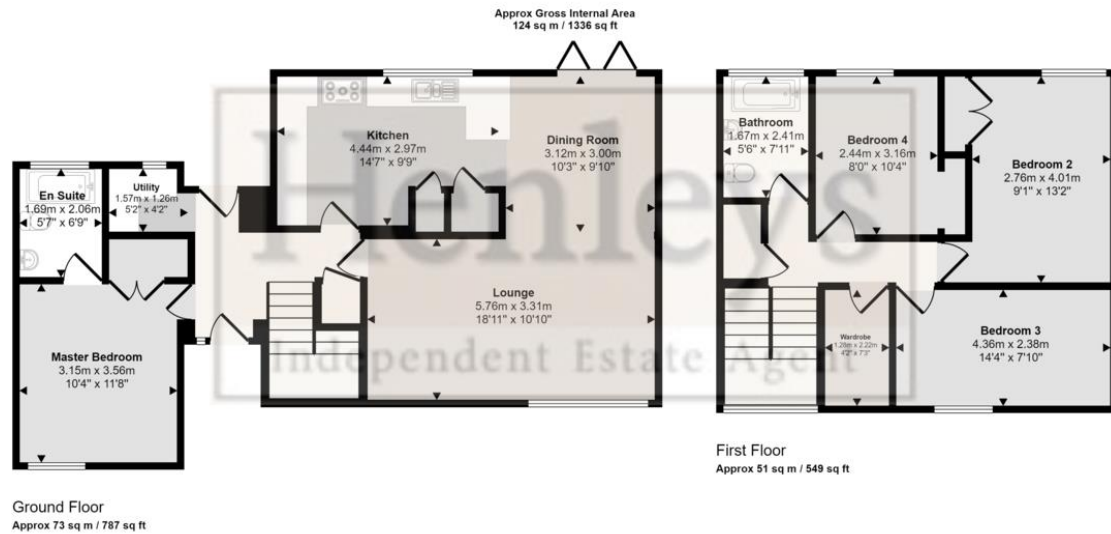 Approx Gross Internal Area
124 sq m / 1336 sq ft
Henleys
Independent Estate Agent
Kitchen
4.44m x 2.97m
14'7" x 9'9"
Dining Room
3.12m x 3.00m
10'3" x 9'10"
En Suite
1.69m x 2.06m
5'7" x 6'9"
Utility
1.57m x 1.26m
5'2" x 4'2"
Lounge
5.76m x 3.31m
18'11" x 10'10"
Master Bedroom
3.15m x 3.56m
10'4" x 11'8"
Ground Floor
Approx 73 sq m / 787 sq ft
Bathroom
1.67m x 2.41m
5'6" x 7'11"
Bedroom 4
2.44m x 3.16m
8'0" x 10'4"
Bedroom 2
2.76m x 4.01m
9'1" x 13'2"
Wardrobe
1.28m x 2.22m
4'2" x 7'3"
Bedroom 3
4.36m x 2.38m
14'4" x 7'10"
First Floor
Approx 51 sq m / 549 sq ft